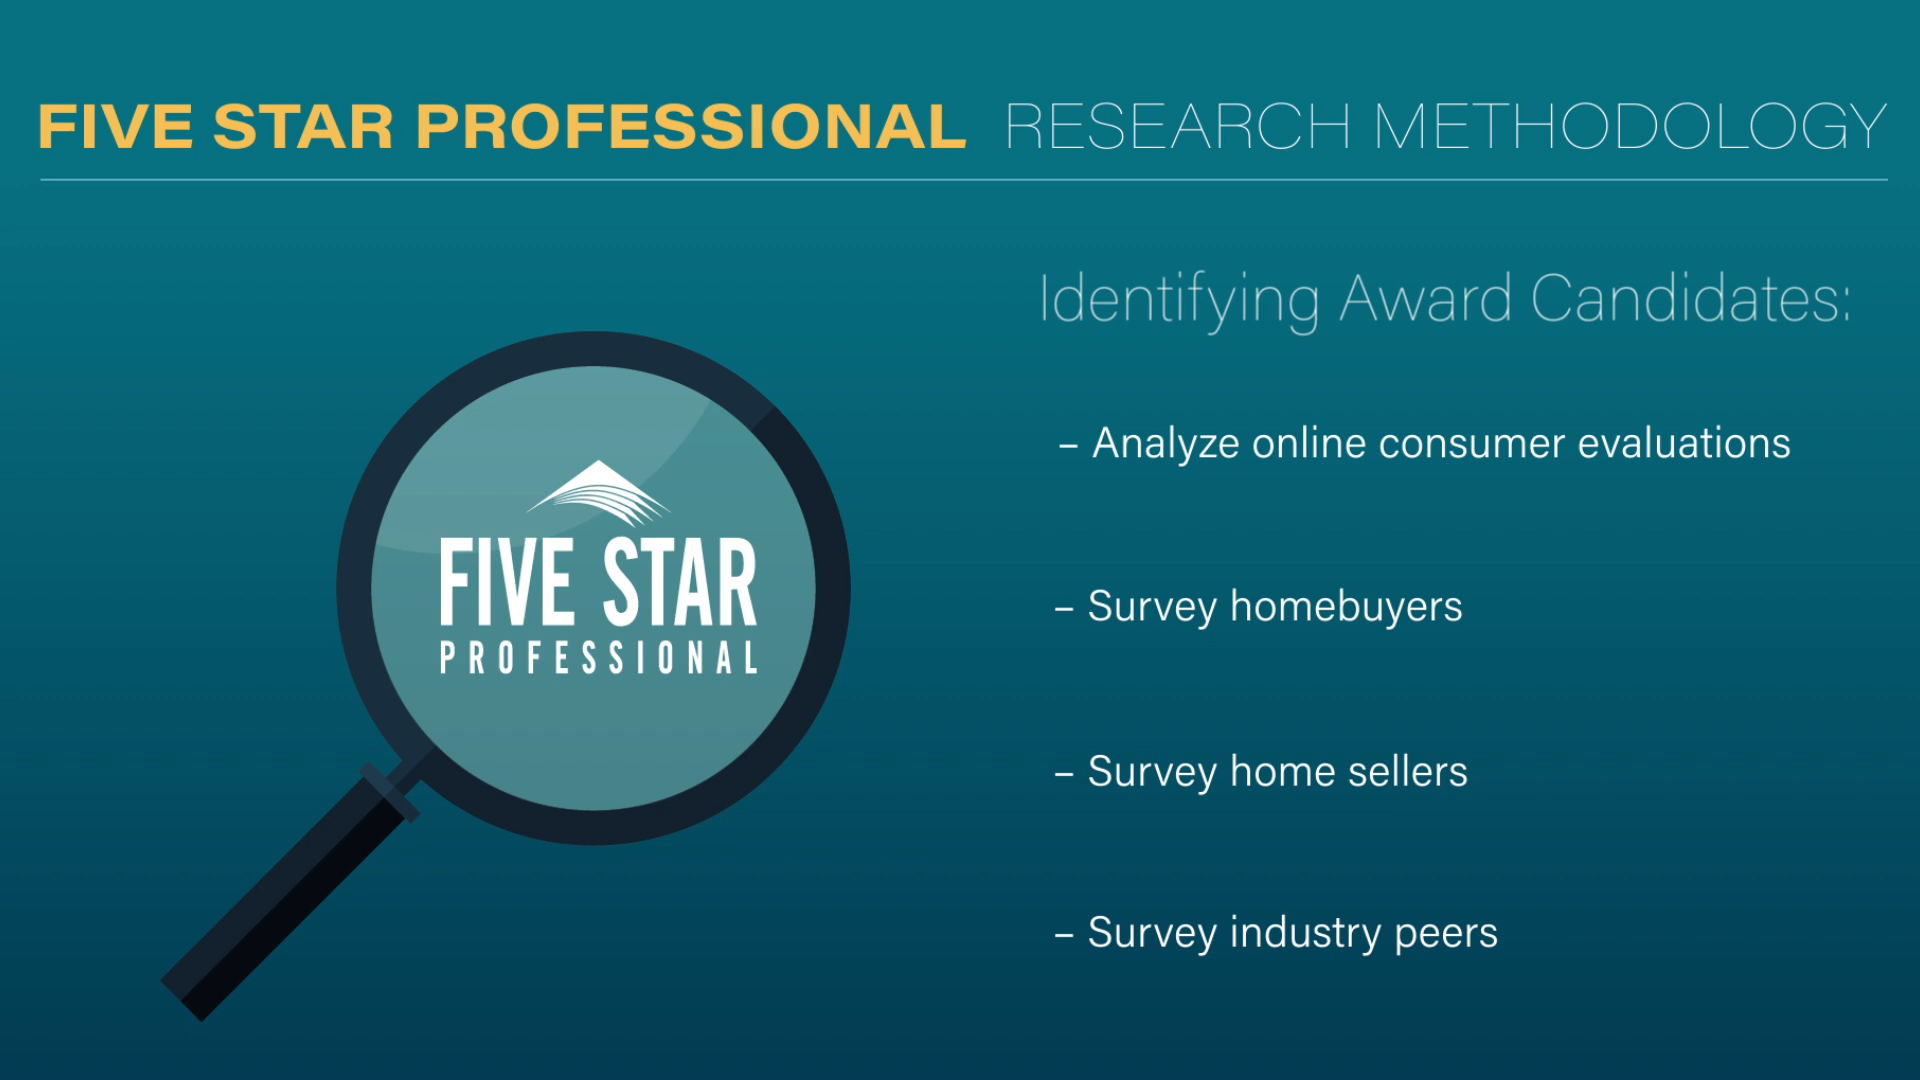 FIVE STAR PROFESSIONAL RESEARCH METHODOLOGY
FIVE STAR
PROFESSIONAL
Identifying Award Candidates:
– Analyze online consumer evaluations
– Survey homebuyers
– Survey home sellers
– Survey industry peers